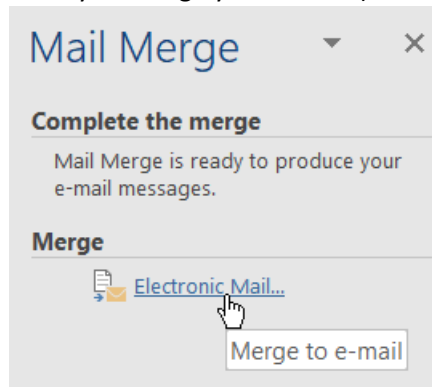 Mail Merge
Complete the merge
Mail Merge is ready to produce your
e-mail messages.
Merge
Electronic Mail...
Merge to e-mail